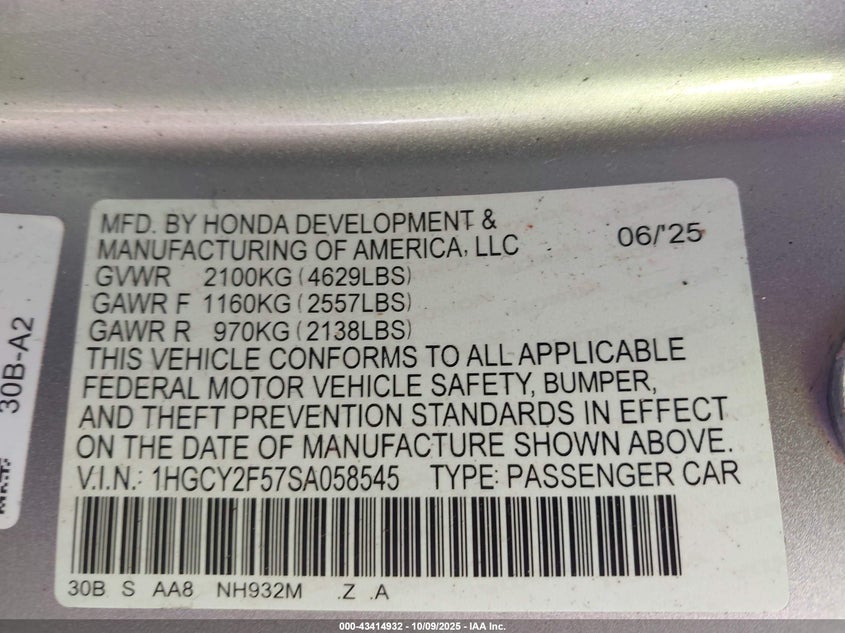 MFD. BY HONDA DEVELOPMENT &
MANUFACTURING OF AMERICA, LLC 06/'25
GVWR 2100KG (4629LBS)
GAWR F 1160KG (2557LBS)
GAWR R 970KG (2138LBS)
THIS VEHICLE CONFORMS TO ALL APPLICABLE
FEDERAL MOTOR VEHICLE SAFETY, BUMPER,
AND THEFT PREVENTION STANDARDS IN EFFECT
ON THE DATE OF MANUFACTURE SHOWN ABOVE.
V.I.N.: 1HGCY2F57SA058545 TYPE: PASSENGER CAR
30B S AA8 NH932M .Z .A
30B-A2
000-43414932 - 10/09/2025 - IAA Inc.